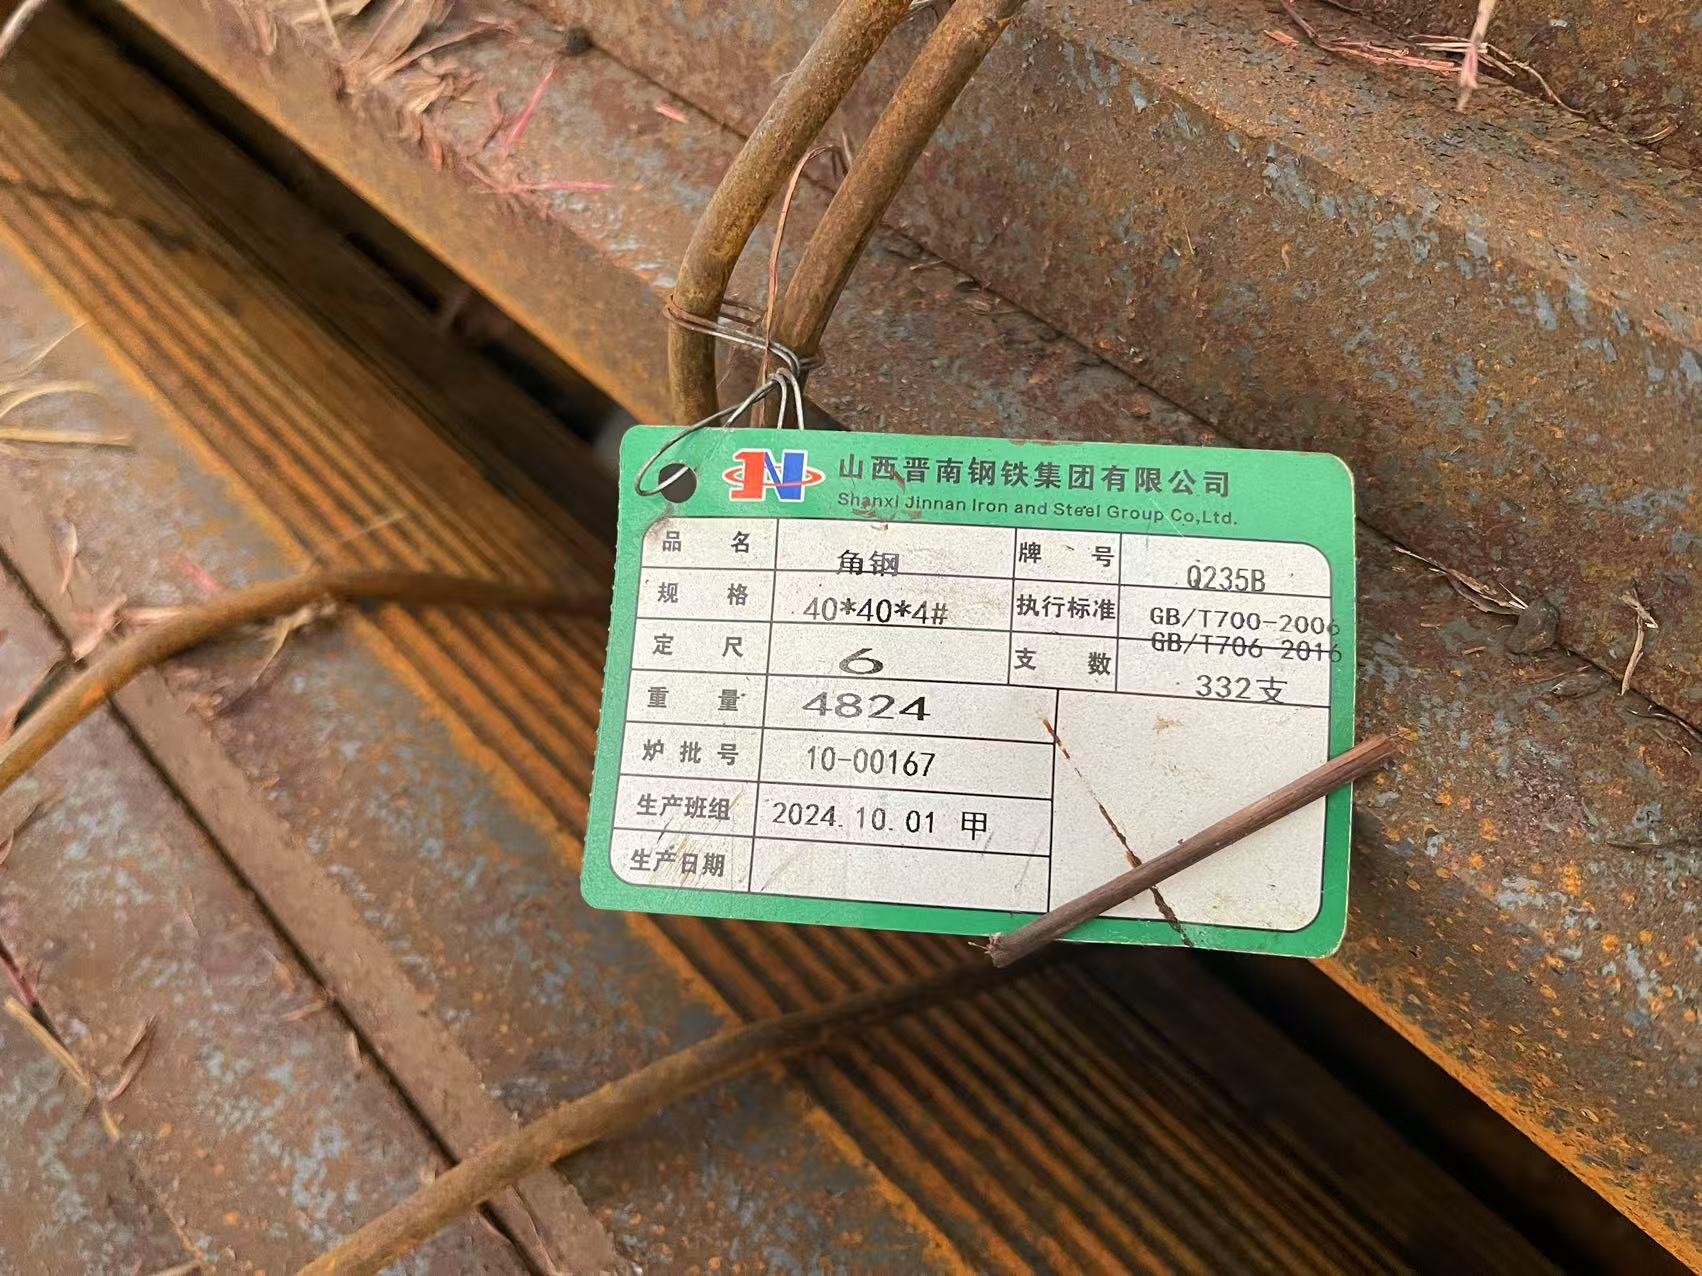 山西晋南钢铁集团有限公司
Shanxi Jinnan Iron and Steel Group Co,Ltd.
品名 角钢 牌号 Q235B
规格 40*40*4# 执行标准 GB/T700-2006
GB/T706-2016
定尺 6 支数 332支
重量 4824
炉批号 10-00167
生产班组 2024.10.01 甲
生产日期